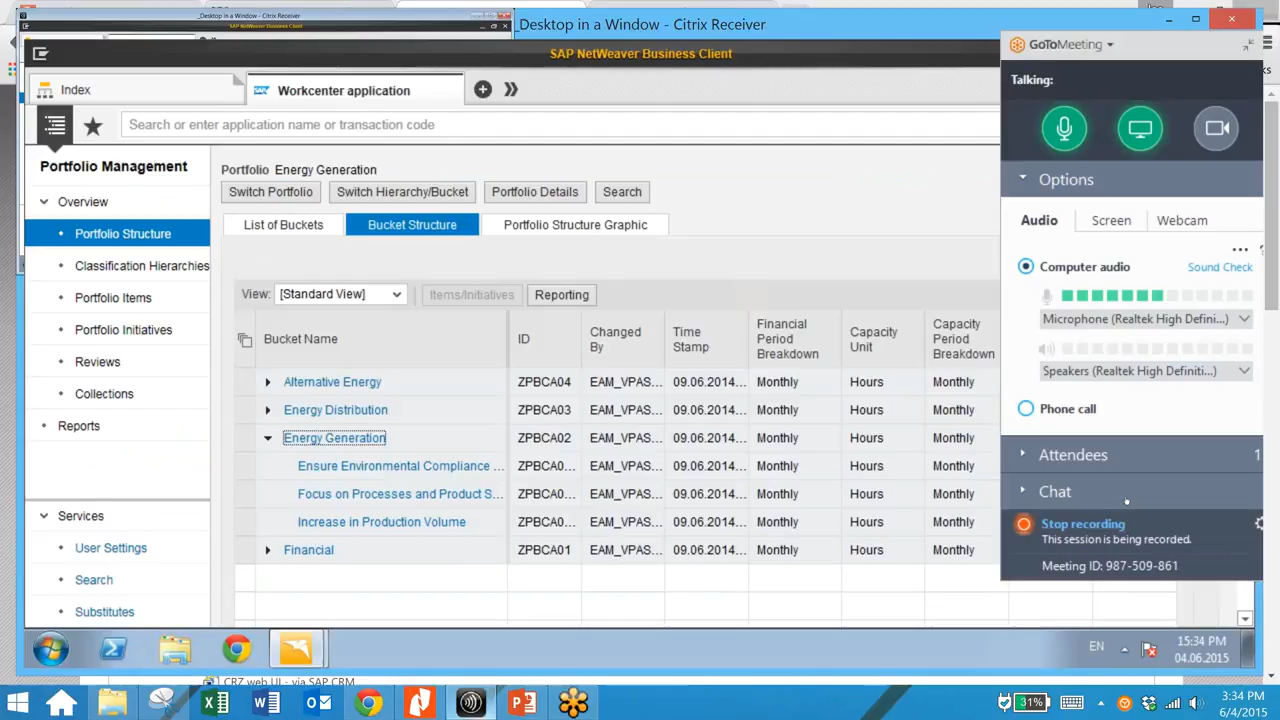 _Desktop in a Window - Citrix Receiver
_Desktop in a Window - Citrix Receiver
SAP NetWeaver Business Client
SAP NetWeaver Business Client
Index
Workcenter application
Search or enter application name or transaction code
Portfolio Management
Overview
Portfolio Structure
Classification Hierarchies
Portfolio Items
Portfolio Initiatives
Reviews
Collections
Reports
Services
User Settings
Search
Substitutes
Portfolio Energy Generation
Switch Portfolio
Switch Hierarchy/Bucket
Portfolio Details
Search
List of Buckets
Bucket Structure
Portfolio Structure Graphic
View: [Standard View]
Items/Initiatives
Reporting
Bucket Name ID Changed By Time Stamp Financial Period Breakdown Capacity Unit Capacity Period Breakdown
Alternative Energy ZPBCA04 EAM_VPAS... 09.06.2014... Monthly Hours Monthly
Energy Distribution ZPBCA03 EAM_VPAS... 09.06.2014... Monthly Hours Monthly
Energy Generation ZPBCA02 EAM_VPAS... 09.06.2014... Monthly Hours Monthly
Ensure Environmental Compliance ... ZPBCA0... EAM_VPAS... 09.06.2014... Monthly Hours Monthly
Focus on Processes and Product S... ZPBCA0... EAM_VPAS... 09.06.2014... Monthly Hours Monthly
Increase in Production Volume ZPBCA0... EAM_VPAS... 09.06.2014... Monthly Hours Monthly
Financial ZPBCA01 EAM_VPAS... 09.06.2014... Monthly Hours Monthly
GoToMeeting
Talking:
Options
Audio
Screen
Webcam
Computer audio
Sound Check
Microphone (Realtek High Defini...)
Speakers (Realtek High Definiti...)
Phone call
Attendees 1
Chat
Stop recording
This session is being recorded.
Meeting ID: 987-509-861
EN
15:34 PM
04.06.2015
CRZ web UI - via SAP CRM
31%
3:34 PM
6/4/2015